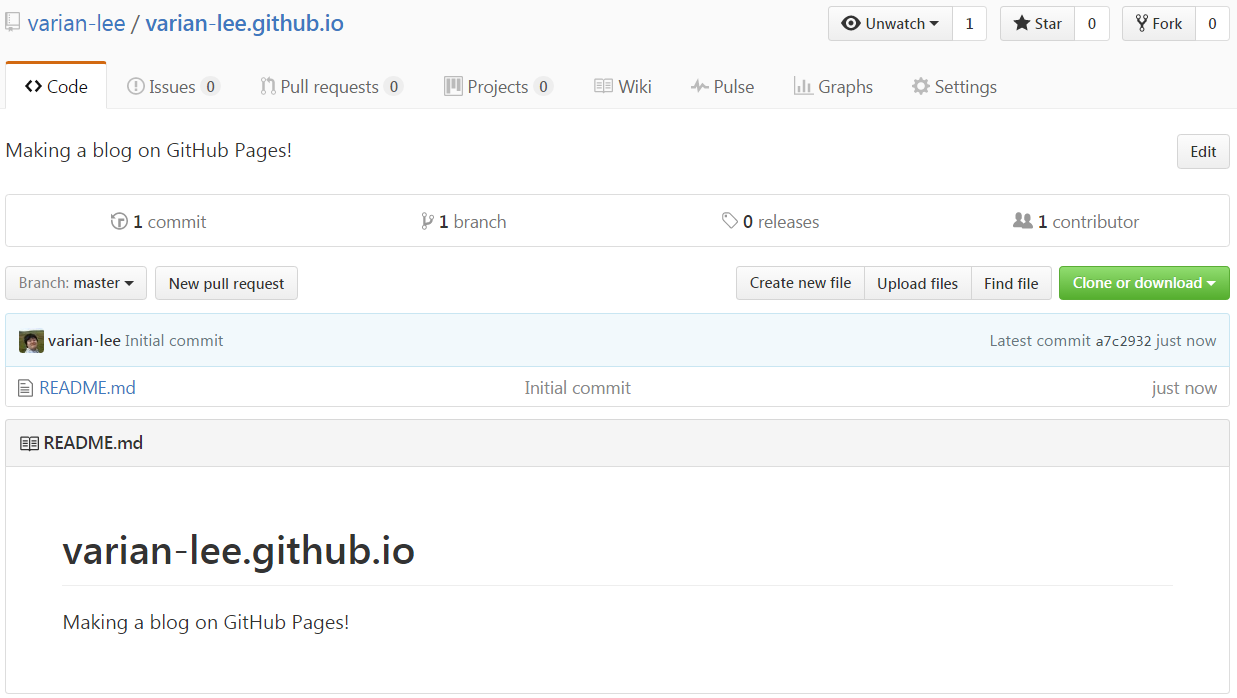 varian-lee / varian-lee.github.io Unwatch 1 Star 0 Fork 0
Code Issues 0 Pull requests 0 Projects 0 Wiki Pulse Graphs Settings
Making a blog on GitHub Pages! Edit
1 commit 1 branch 0 releases 1 contributor
Branch: master New pull request Create new file Upload files Find file Clone or download
varian-lee Initial commit Latest commit a7c2932 just now
README.md Initial commit just now
README.md
varian-lee.github.io
Making a blog on GitHub Pages!